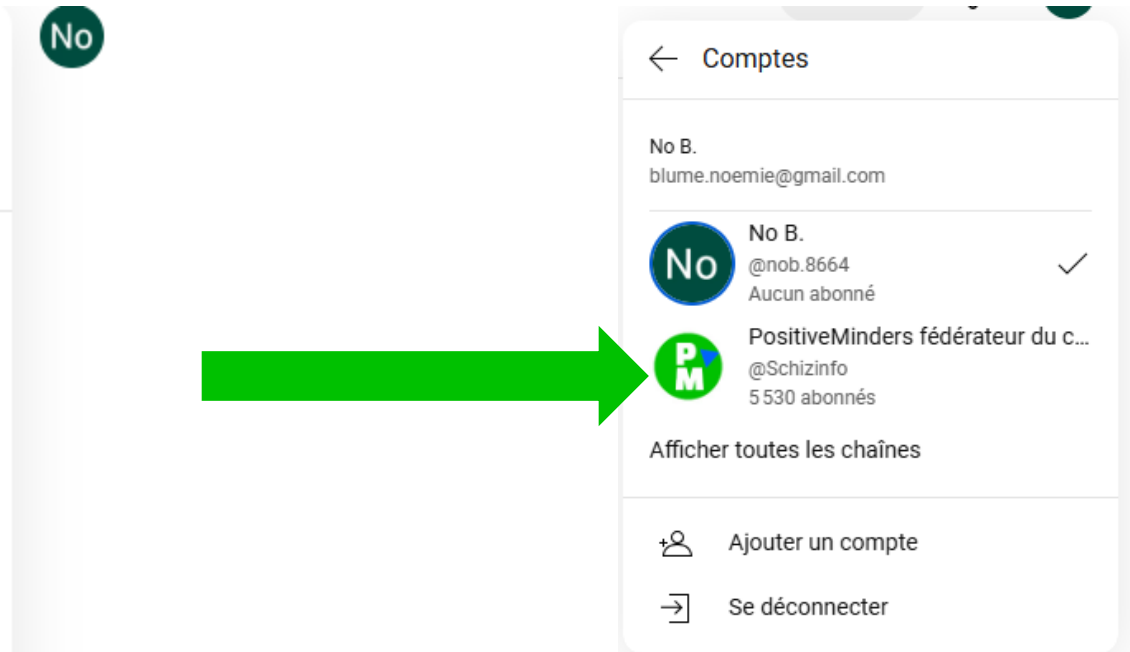 No
Comptes
No B.
blume.noemie@gmail.com
No
No B.
@nob.8664
Aucun abonné
PM
PositiveMinders fédérateur du c...
@Schizinfo
5 530 abonnés
Afficher toutes les chaînes
Ajouter un compte
Se déconnecter